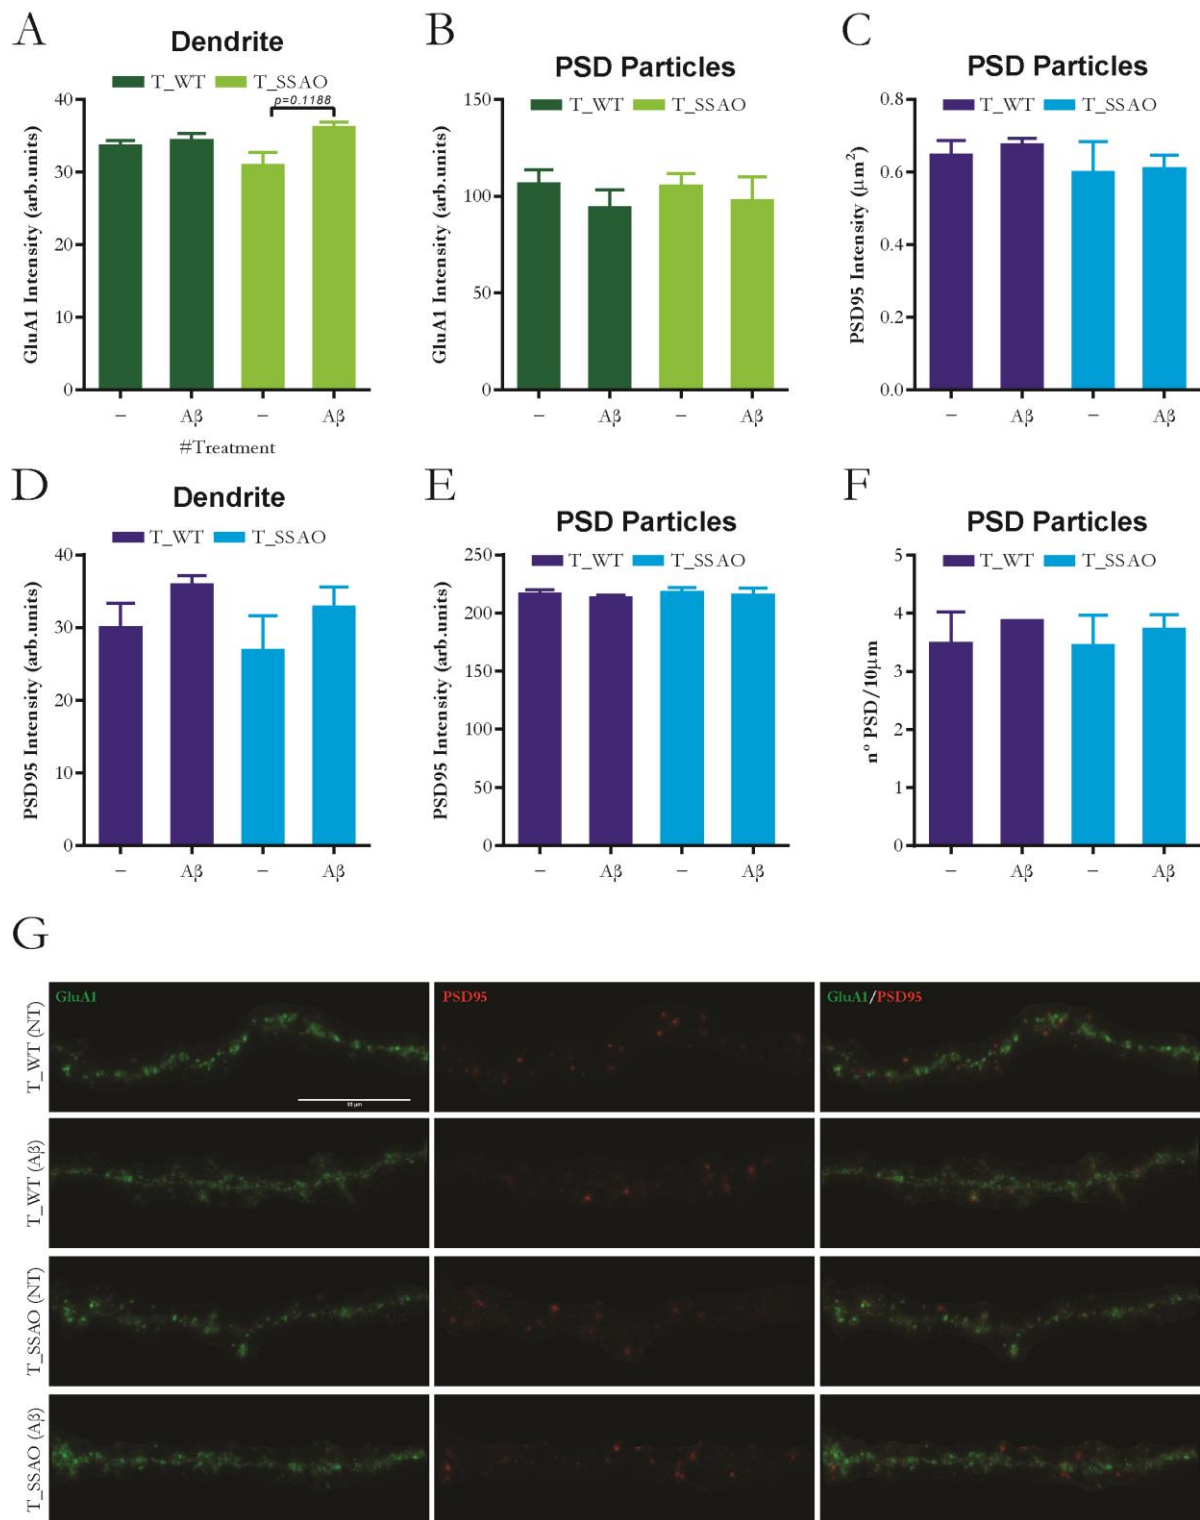 A
Dendrite
T_WT T_SSAO
p=0.1188
GluA1 Intensity (arb.units)
40
30
20
10
0
– Aβ – Aβ
#Treatment
B
PSD Particles
T_WT T_SSAO
GluA1 Intensity (arb.units)
150
100
50
0
– Aβ – Aβ
C
PSD Particles
T_WT T_SSAO
PSD95 Intensity (μm²)
0.8
0.6
0.4
0.2
0.0
– Aβ – Aβ
D
Dendrite
T_WT T_SSAO
PSD95 Intensity (arb.units)
40
30
20
10
0
– Aβ – Aβ
E
PSD Particles
T_WT T_SSAO
PSD95 Intensity (arb.units)
250
200
150
100
50
0
– Aβ – Aβ
F
PSD Particles
T_WT T_SSAO
nº PSD/10μm
5
4
3
2
1
0
– Aβ – Aβ
G
GluA1 PSD95 GluA1/PSD95
T_WT (NT)
10 μm
T_WT (Aβ)
T_SSAO (NT)
T_SSAO (Aβ)